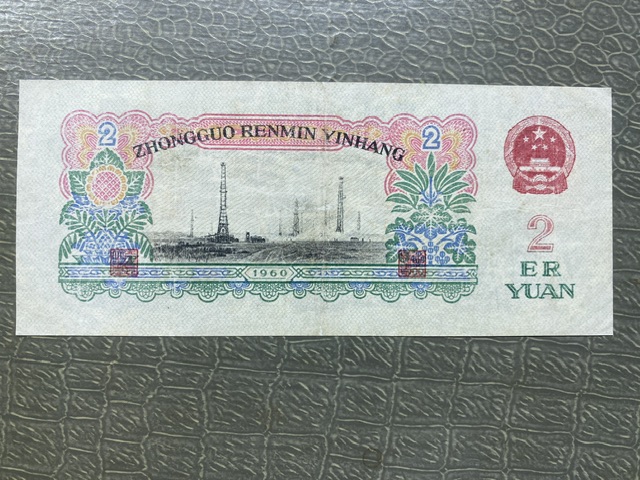 2
ZHONGGUO RENMIN YINHANG
2
2
ER
YUAN
1960